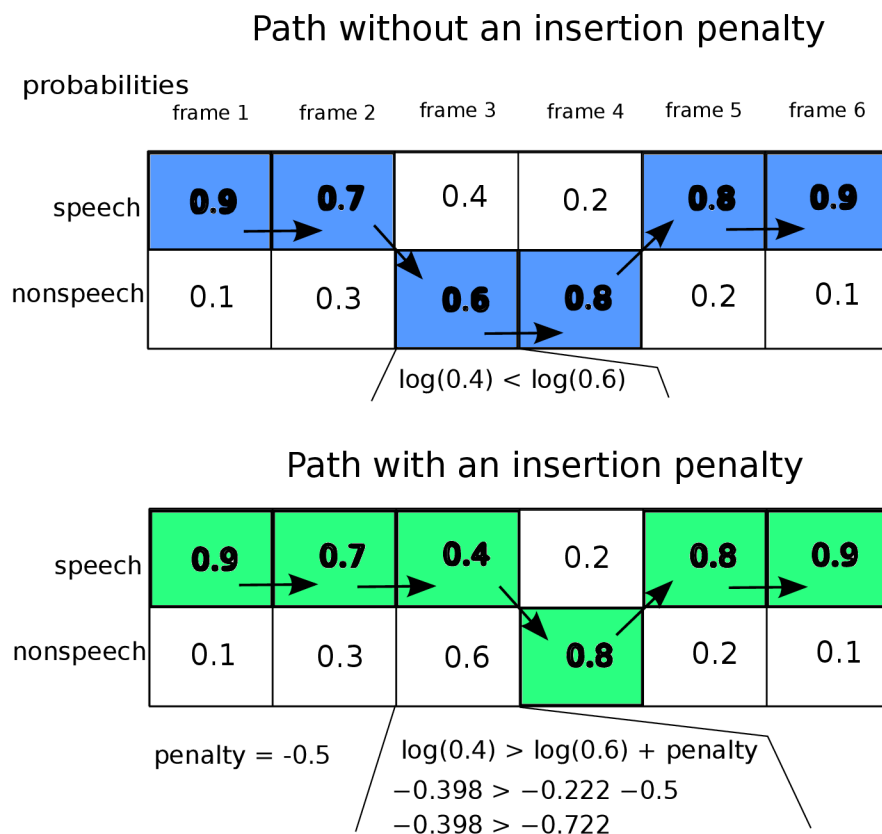 Path without an insertion penalty
probabilities
frame 1 frame 2 frame 3 frame 4 frame 5 frame 6
speech 0.9 0.7 0.4 0.2 0.8 0.9
nonspeech 0.1 0.3 0.6 0.8 0.2 0.1
log(0.4) < log(0.6)
Path with an insertion penalty
speech 0.9 0.7 0.4 0.2 0.8 0.9
nonspeech 0.1 0.3 0.6 0.8 0.2 0.1
penalty = -0.5
log(0.4) > log(0.6) + penalty
−0.398 > −0.222 −0.5
−0.398 > −0.722